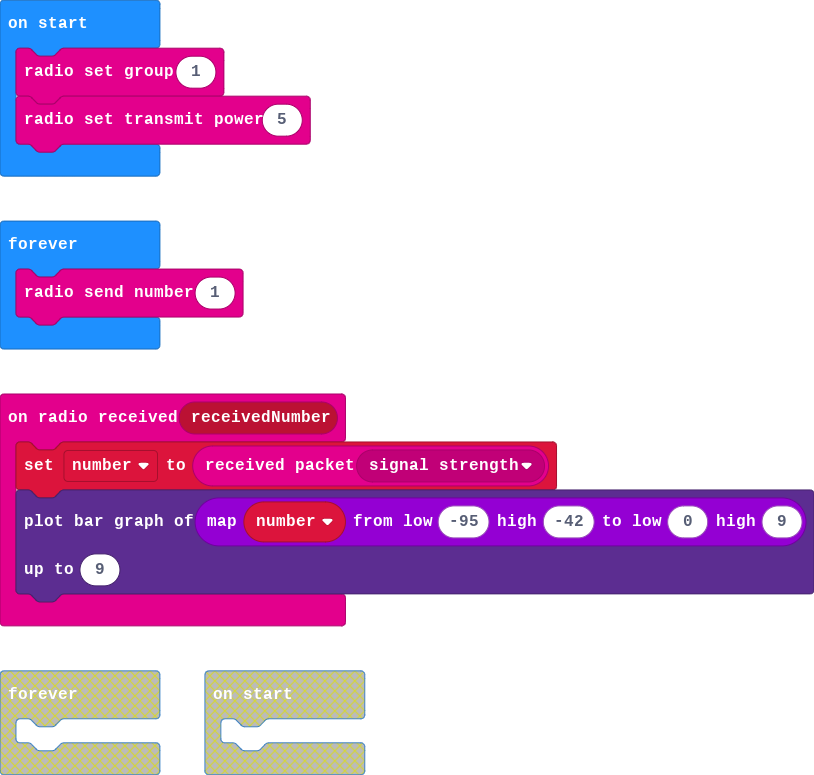 on start
radio set group 1
radio set transmit power 5
forever
radio send number 1
on radio received receivedNumber
set number to received packet signal strength
plot bar graph of map number from low -95 high -42 to low 0 high 9
up to 9
forever on start